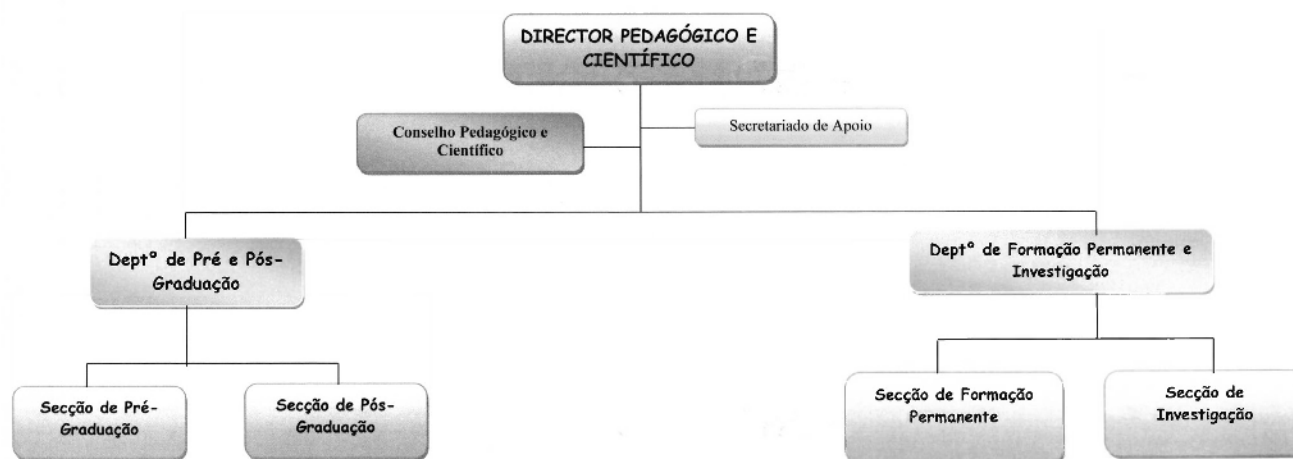 DIRECTOR PEDAGÓGICO E
CIENTÍFICO
Conselho Pedagógico e
Científico
Secretariado de Apoio
Deptº de Pré e Pós-
Graduação
Deptº de Formação Permanente e
Investigação
Secção de Pré-
Graduação
Secção de Pós-
Graduação
Secção de Formação
Permanente
Secção de
Investigação